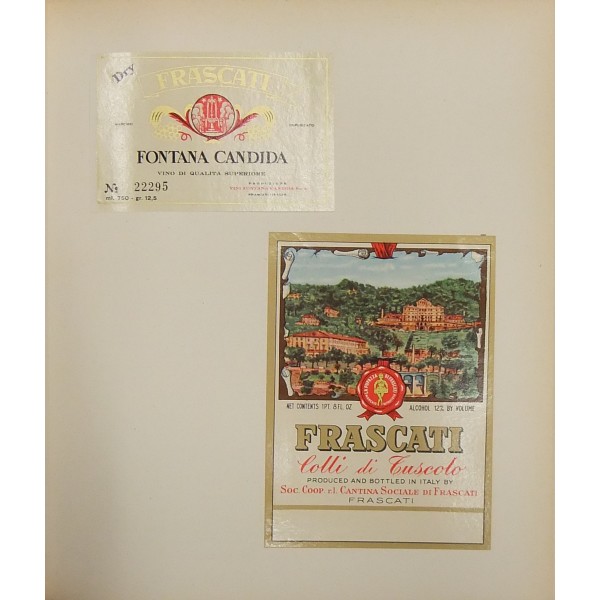 Dry
FRASCATI
FONTANA CANDIDA
VINO DI QUALITÀ SUPERIORE
No 22295
ml. 750 - gr. 12,5
NET CONTENTS 1PT. 8 FL. OZ
ALCOHOL 12% BY VOLUME
FRASCATI
Colli di Tuscolo
PRODUCED AND BOTTLED IN ITALY BY
SOC. COOP r.l. CANTINA SOCIALE DI FRASCATI
FRASCATI